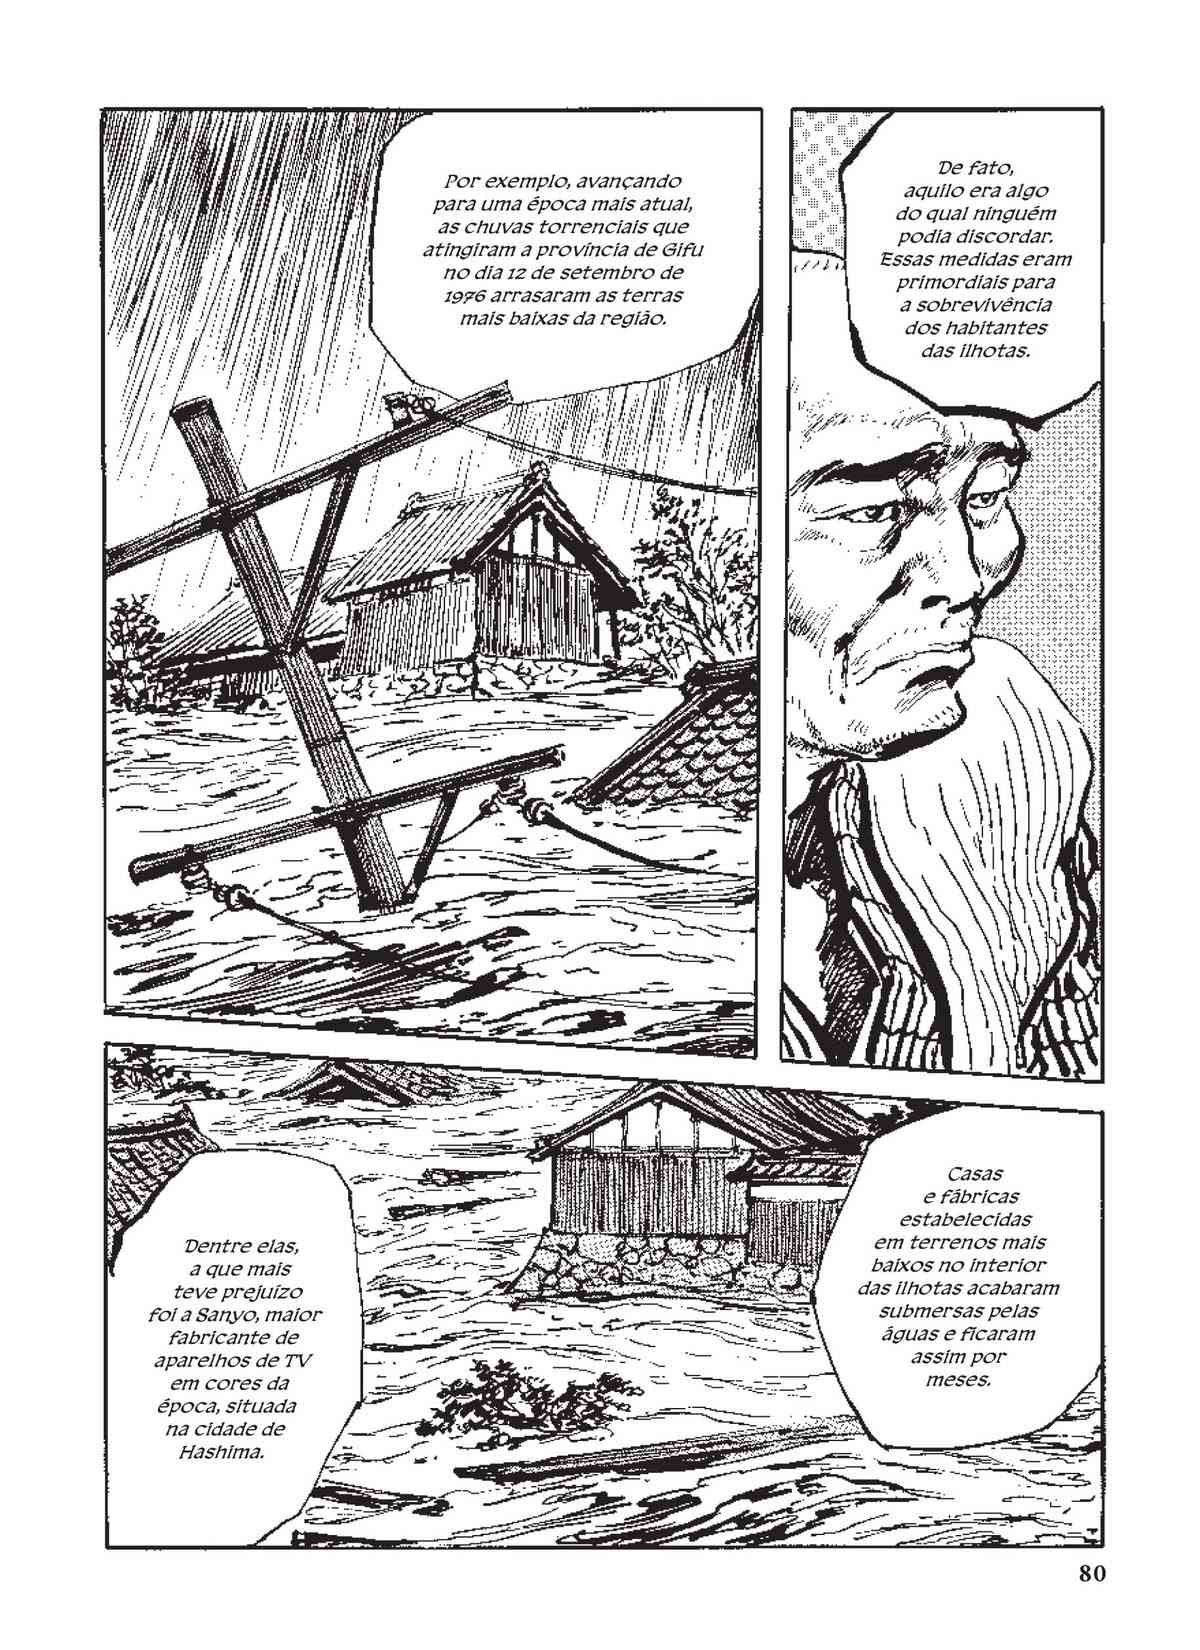 De fato,
aquilo era algo
do qual ninguém
podia discordar.
Essas medidas eram
primordiais para
a sobrevivência
dos habitantes
das ilhotas.
Por exemplo, avançando
para uma época mais atual,
as chuvas torrenciais que
atingiram a província de Gifu
no dia 12 de setembro de
1976 arrasaram as terras
mais baixas da região.
Casas
e fábricas
estabelecidas
em terrenos mais
baixos no interior
das ilhotas acabaram
submersas pelas
águas e ficaram
assim por
meses.
Dentre elas,
a que mais
teve prejuízo
foi a Sanyo, maior
fabricante de
aparelhos de TV
em cores da
época, situada
na cidade de
Hashima.
80